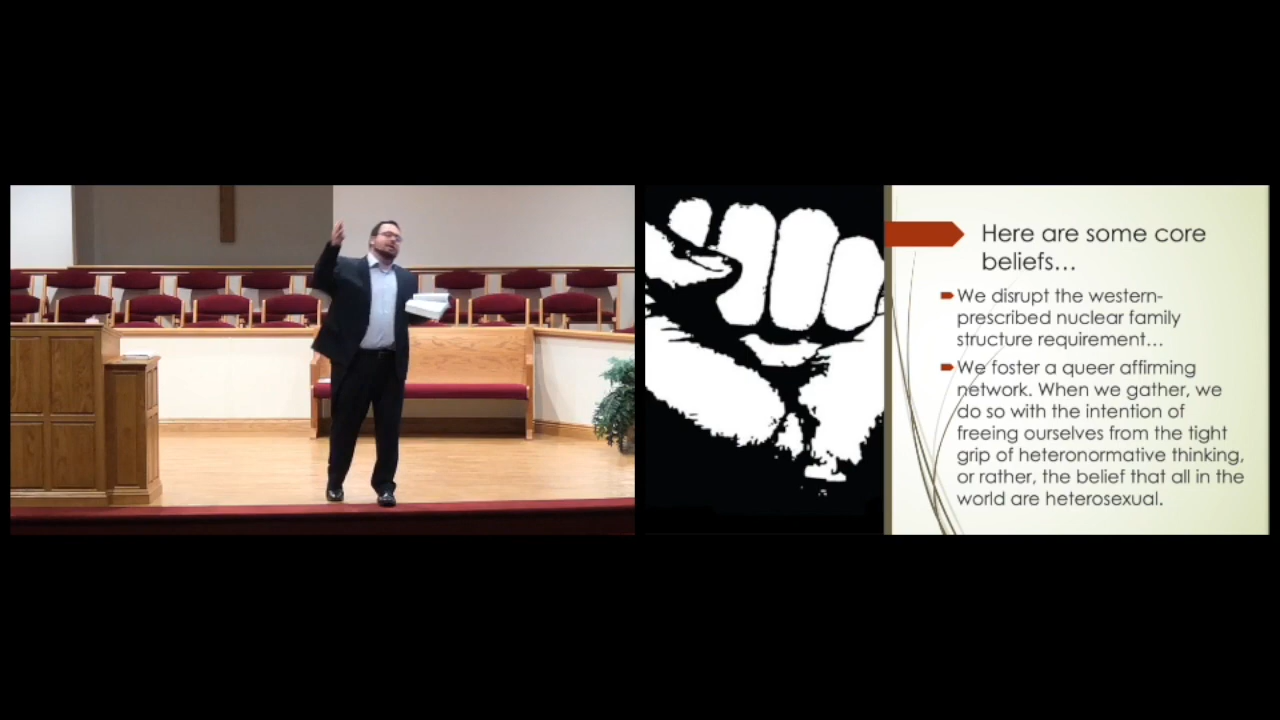 Here are some core
beliefs...
We disrupt the western-
prescribed nuclear family
structure requirement...
We foster a queer affirming
network. When we gather, we
do so with the intention of
freeing ourselves from the tight
grip of heteronormative thinking,
or rather, the belief that all in the
world are heterosexual.